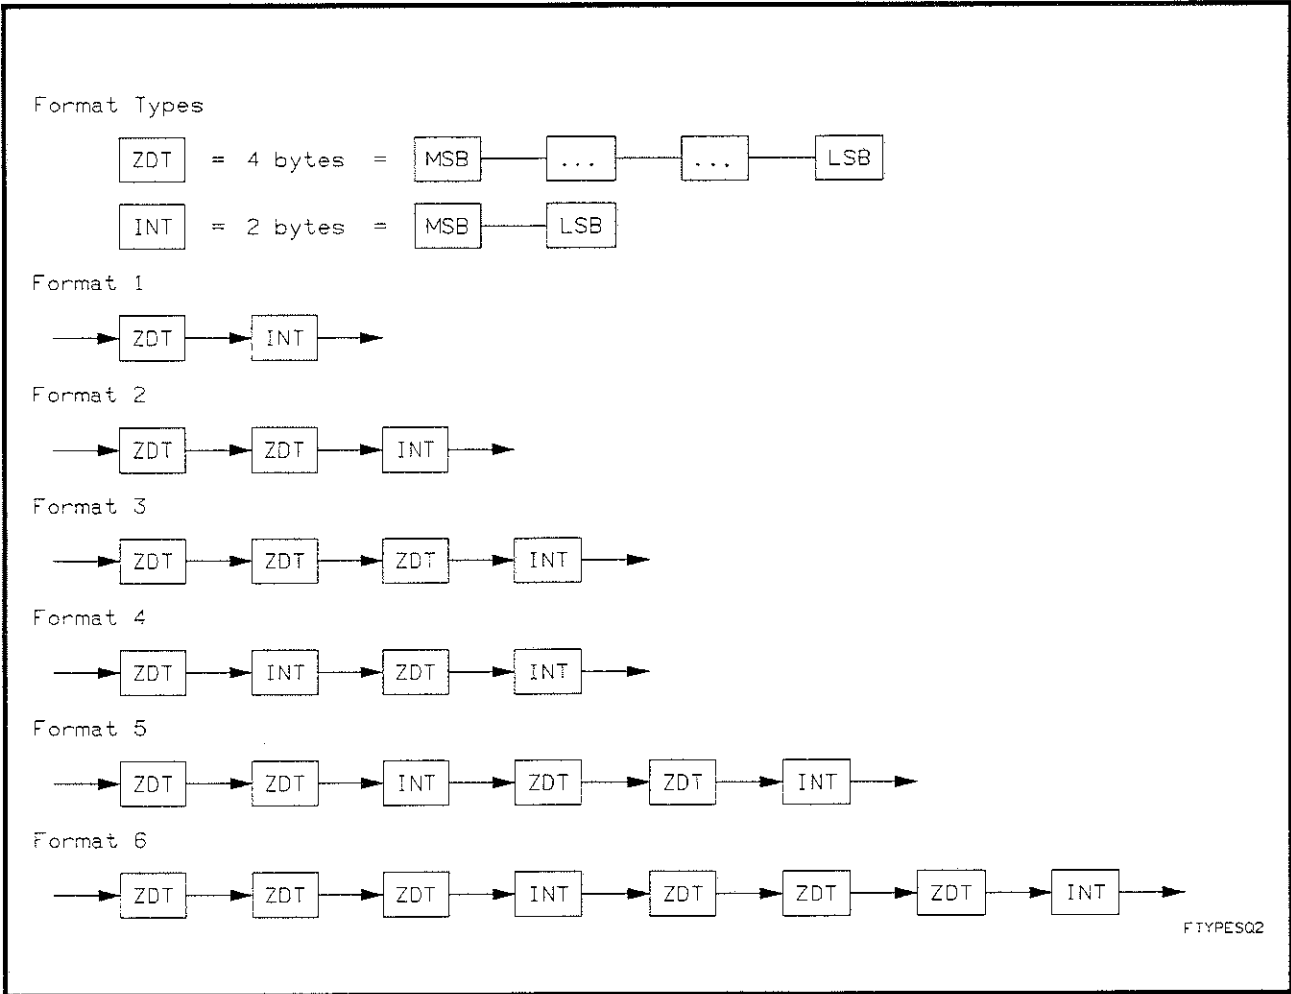 Format Types
ZDT = 4 bytes = MSB ... ... LSB
INT = 2 bytes = MSB LSB
Format 1
ZDT INT
Format 2
ZDT ZDT INT
Format 3
ZDT ZDT ZDT INT
Format 4
ZDT INT ZDT INT
Format 5
ZDT ZDT INT ZDT ZDT INT
Format 6
ZDT ZDT ZDT INT ZDT ZDT ZDT INT
FTYPESQ2